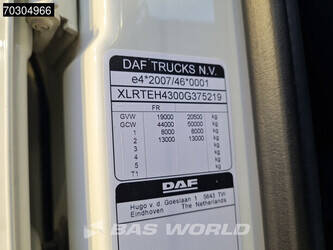 70304966
DAF TRUCKS N.V.
e4*2007/46*0001
XLRTEH4300G375219
FR
GVW 19000 20500 kg
GCW 44000 50000 kg
1 8000 8000 kg
2 13000 13000 kg
3 kg
4 kg
5 kg
T1 kg
DAF
Hugo v. d. Goeslaan 1 5643 TW
Eindhoven The Netherlands
BAS WORLD